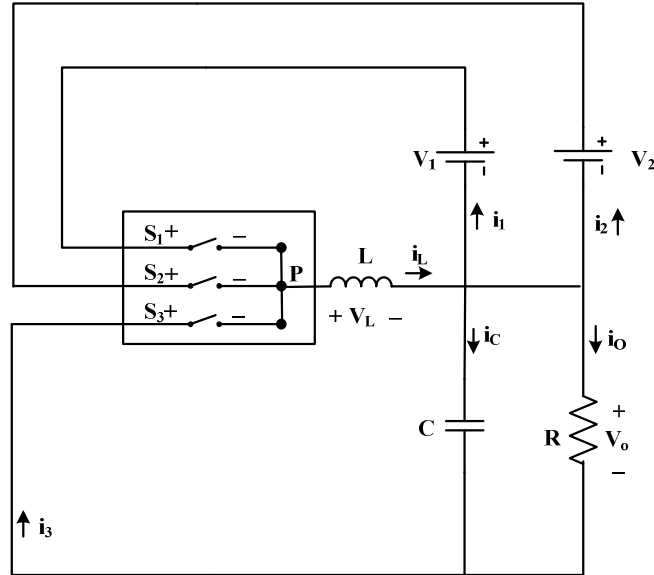 +
V₁
-
+
V₂
-
i₁
i₂
S₁+ −
S₂+ −
S₃+ −
P
L
i_L
+ V_L −
i_C
i_O
C
R
+
V_o
−
i₃